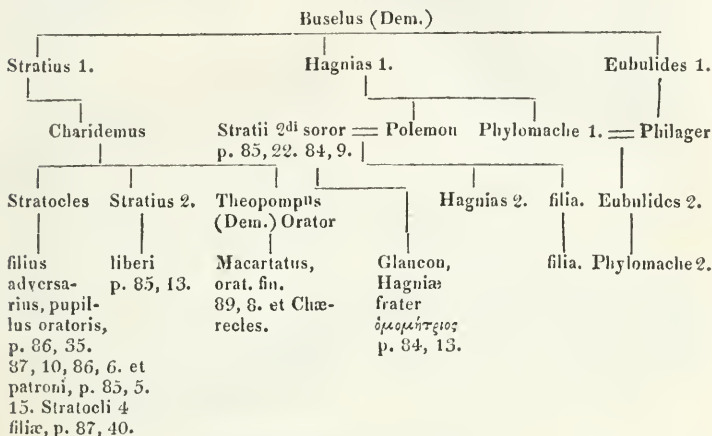 Buselus (Dem.)
Stratius 1. Hagnias 1. Eubulides 1.
Charidemus Stratii 2di soror = Polemon Phylomache 1. = Philager
p. 85, 22. 84, 9.
Stratocles Stratius 2. Theopompus Hagnias 2. filia. Eubulides 2.
(Dem.) Orator
filius liberi Macartatus, Glaucon, filia. Phylomache 2.
adversa- p. 85, 13. orat. fin. Hagniæ
rius, pupil- 89, 8. et Chæ- frater
lus oratoris, recles. ὁμομήτριος
p. 86, 35. p. 84, 13.
87, 10, 86, 6. et
patroni, p. 85, 5.
15. Stratocli 4
filiæ, p. 87, 40.